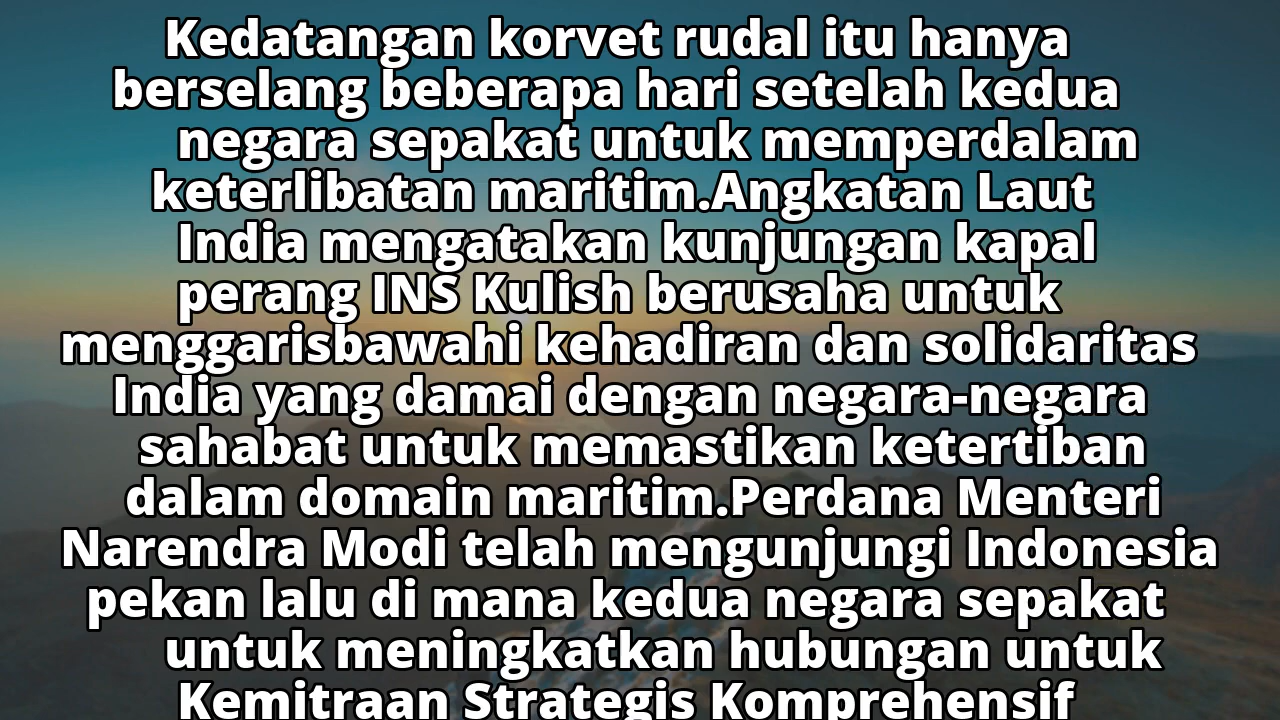 Kedatangan korvet rudal itu hanya
berselang beberapa hari setelah kedua
negara sepakat untuk memperdalam
keterlibatan maritim.Angkatan Laut
India mengatakan kunjungan kapal
perang INS Kulish berusaha untuk
menggarisbawahi kehadiran dan solidaritas
India yang damai dengan negara-negara
sahabat untuk memastikan ketertiban
dalam domain maritim.Perdana Menteri
Narendra Modi telah mengunjungi Indonesia
pekan lalu di mana kedua negara sepakat
untuk meningkatkan hubungan untuk
Kemitraan Strategis Komprehensif